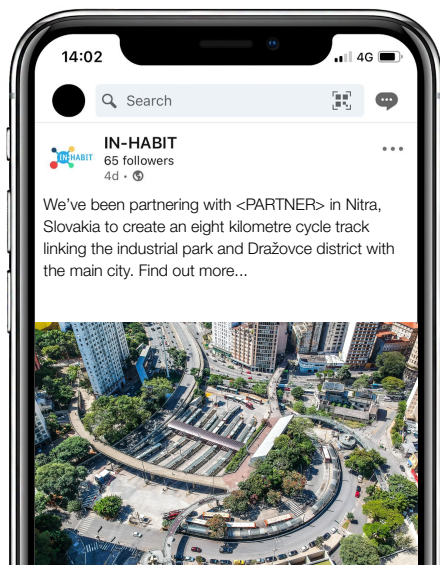 14:02
4G
Search
IN-HABIT
IN-HABIT
65 followers
4d •
We've been partnering with <PARTNER> in Nitra,
Slovakia to create an eight kilometre cycle track
linking the industrial park and Dražovce district with
the main city. Find out more...